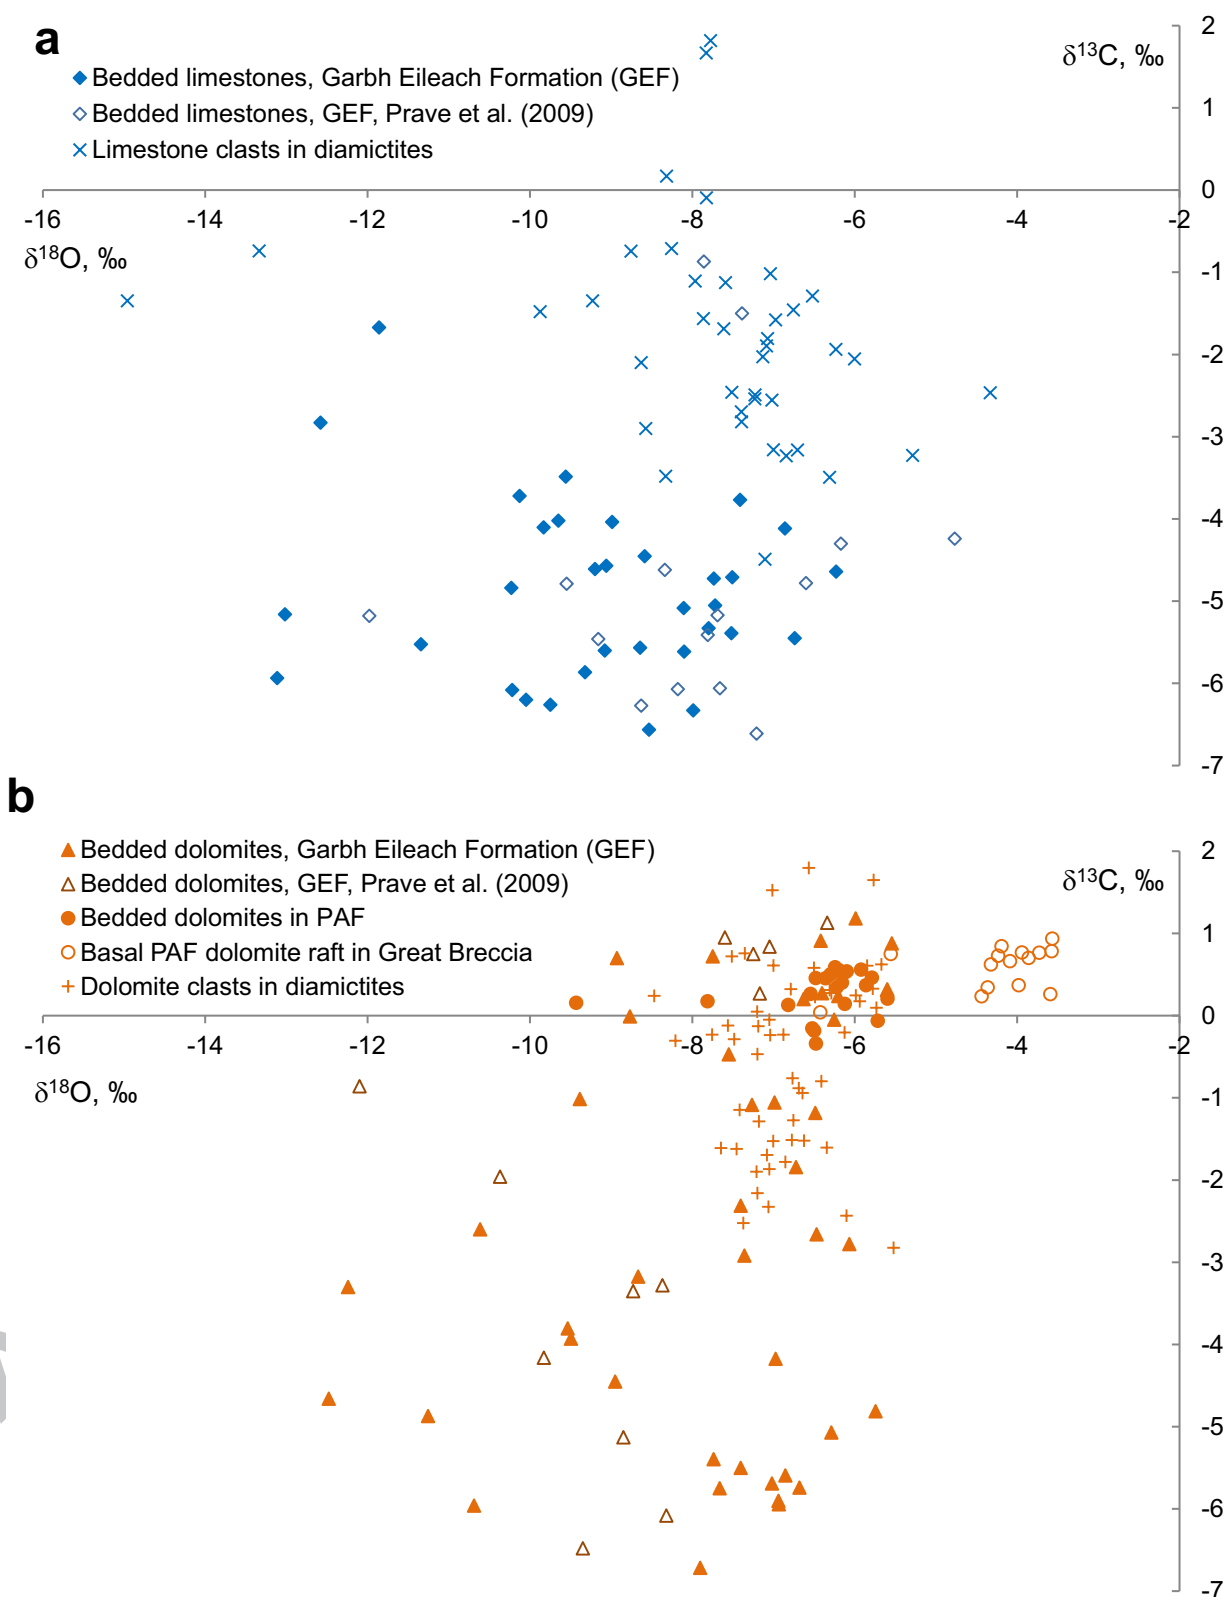 a
2
δ13C, ‰
Bedded limestones, Garbh Eileach Formation (GEF)
1
Bedded limestones, GEF, Prave et al. (2009)
Limestone clasts in diamictites
0
-16 -14 -12 -10 -8 -6 -4 -2
δ18O, ‰
-1
-2
-3
-4
-5
-6
-7
b
2
Bedded dolomites, Garbh Eileach Formation (GEF)
δ13C, ‰
Bedded dolomites, GEF, Prave et al. (2009)
Bedded dolomites in PAF
1
Basal PAF dolomite raft in Great Breccia
Dolomite clasts in diamictites
0
-16 -14 -12 -10 -8 -6 -4 -2
δ18O, ‰
-1
-2
-3
-4
-5
-6
-7